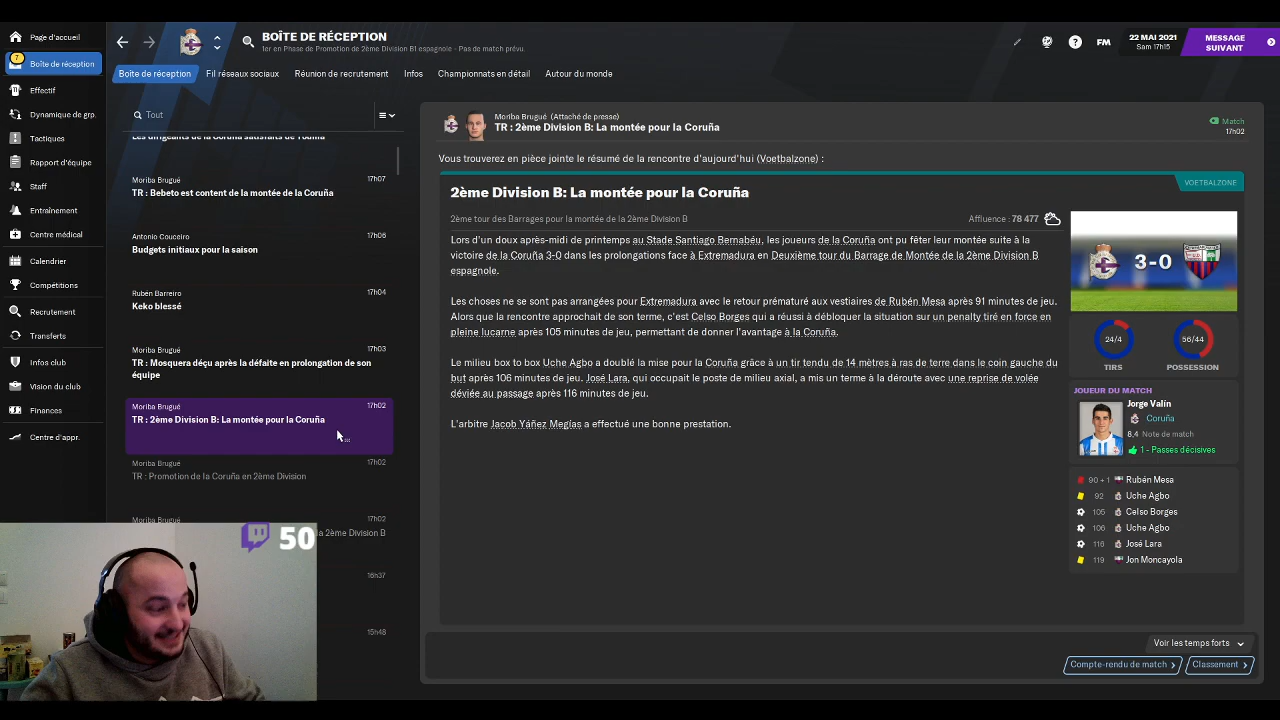 Page d'accueil
7
Boîte de réception
Effectif
Dynamique de grp.
Tactiques
Rapport d'équipe
Staff
Entraînement
Centre médical
Calendrier
Compétitions
Recrutement
Transferts
Infos club
Vision du club
Finances
Centre d'appr.
BOÎTE DE RÉCEPTION
1er en Phase de Promotion de 2ème Division B1 espagnole - Pas de match prévu.
FM
22 MAI 2021
Sam 17h15
MESSAGE
SUIVANT
Boîte de réception
Fil réseaux sociaux
Réunion de recrutement
Infos
Championnats en détail
Autour du monde
Tout
Moriba Brugué 17h07
TR : Bebeto est content de la montée de la Coruña
Antonio Couceiro 17h06
Budgets initiaux pour la saison
Rubén Barreiro 17h04
Keko blessé
Moriba Brugué 17h03
TR : Mosquera déçu après la défaite en prolongation de son
équipe
Moriba Brugué 17h02
TR : 2ème Division B: La montée pour la Coruña
Moriba Brugué 17h02
TR : Promotion de la Coruña en 2ème Division
Moriba Brugué 17h02
la 2ème Division B
16h37
15h48
50
Moriba Brugué (Attaché de presse)
TR : 2ème Division B: La montée pour la Coruña
Match
17h02
Vous trouverez en pièce jointe le résumé de la rencontre d'aujourd'hui (Voetbalzone) :
VOETBALZONE
2ème Division B: La montée pour la Coruña
2ème tour des Barrages pour la montée de la 2ème Division B
Affluence : 78 477
Lors d'un doux après-midi de printemps au Stade Santiago Bernabéu, les joueurs de la Coruña ont pu fêter leur montée suite à la
victoire de la Coruña 3-0 dans les prolongations face à Extremadura en Deuxième tour du Barrage de Montée de la 2ème Division B
espagnole.
Les choses ne se sont pas arrangées pour Extremadura avec le retour prématuré aux vestiaires de Rubén Mesa après 91 minutes de jeu.
Alors que la rencontre approchait de son terme, c'est Celso Borges qui a réussi à débloquer la situation sur un penalty tiré en force en
pleine lucarne après 105 minutes de jeu, permettant de donner l'avantage à la Coruña.
Le milieu box to box Uche Agbo a doublé la mise pour la Coruña grâce à un tir tendu de 14 mètres à ras de terre dans le coin gauche du
but après 106 minutes de jeu. José Lara, qui occupait le poste de milieu axial, a mis un terme à la déroute avec une reprise de volée
déviée au passage après 116 minutes de jeu.
L'arbitre Jacob Yáñez Megías a effectué une bonne prestation.
3-0
24/4
TIRS
56/44
POSSESSION
JOUEUR DU MATCH
Jorge Valín
Coruña
8,4 Note de match
1 - Passes décisives
90 + 1 Rubén Mesa
92 Uche Agbo
105 Celso Borges
106 Uche Agbo
116 José Lara
119 Jon Moncayola
Voir les temps forts
Compte-rendu de match
Classement